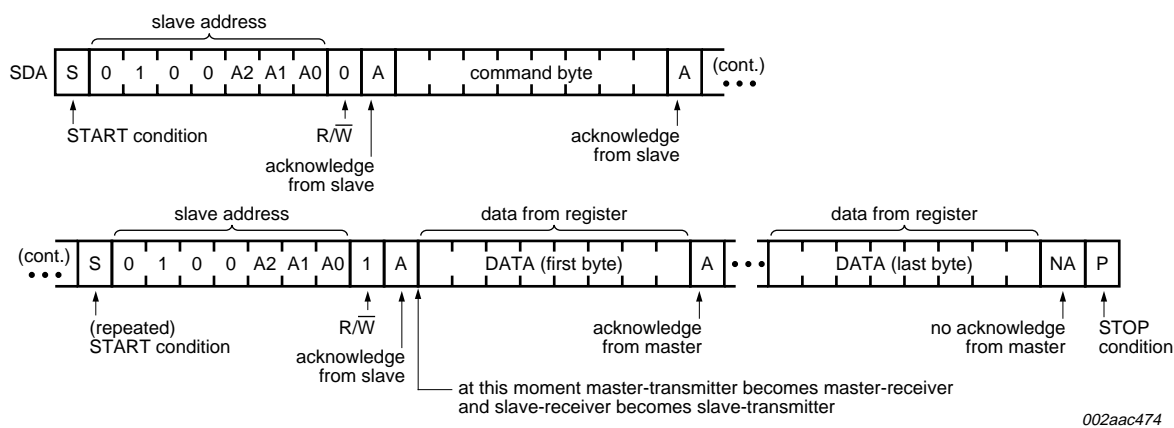 slave address
SDA S 0 1 0 0 A2 A1 A0 0 A command byte A (cont.)
START condition R/W̅ acknowledge from slave acknowledge from slave
slave address data from register data from register
(cont.) S 0 1 0 0 A2 A1 A0 1 A DATA (first byte) A DATA (last byte) NA P
(repeated)
START condition
R/W̅
acknowledge
from slave
acknowledge
from master
no acknowledge
from master
STOP
condition
at this moment master-transmitter becomes master-receiver
and slave-receiver becomes slave-transmitter
002aac474